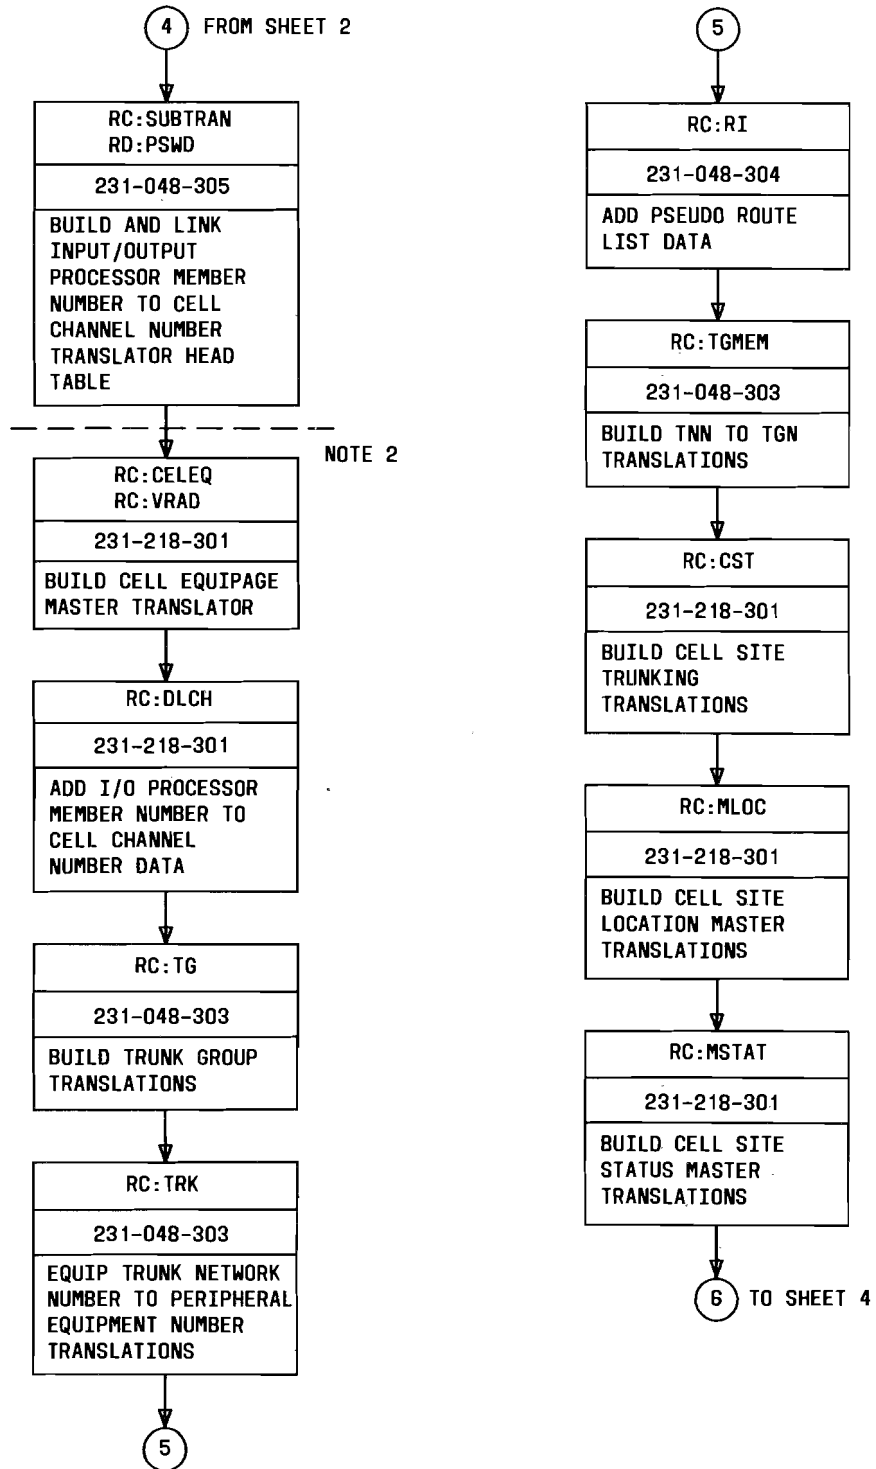 4 FROM SHEET 2
RC:SUBTRAN
RD:PSWD
231-048-305
BUILD AND LINK
INPUT/OUTPUT
PROCESSOR MEMBER
NUMBER TO CELL
CHANNEL NUMBER
TRANSLATOR HEAD
TABLE
NOTE 2
RC:CELEQ
RC:VRAD
231-218-301
BUILD CELL EQUIPAGE
MASTER TRANSLATOR
RC:DLCH
231-218-301
ADD I/O PROCESSOR
MEMBER NUMBER TO
CELL CHANNEL
NUMBER DATA
RC:TG
231-048-303
BUILD TRUNK GROUP
TRANSLATIONS
RC:TRK
231-048-303
EQUIP TRUNK NETWORK
NUMBER TO PERIPHERAL
EQUIPMENT NUMBER
TRANSLATIONS
5
5
RC:RI
231-048-304
ADD PSEUDO ROUTE
LIST DATA
RC:TGMEM
231-048-303
BUILD TNN TO TGN
TRANSLATIONS
RC:CST
231-218-301
BUILD CELL SITE
TRUNKING
TRANSLATIONS
RC:MLOC
231-218-301
BUILD CELL SITE
LOCATION MASTER
TRANSLATIONS
RC:MSTAT
231-218-301
BUILD CELL SITE
STATUS MASTER
TRANSLATIONS
6 TO SHEET 4